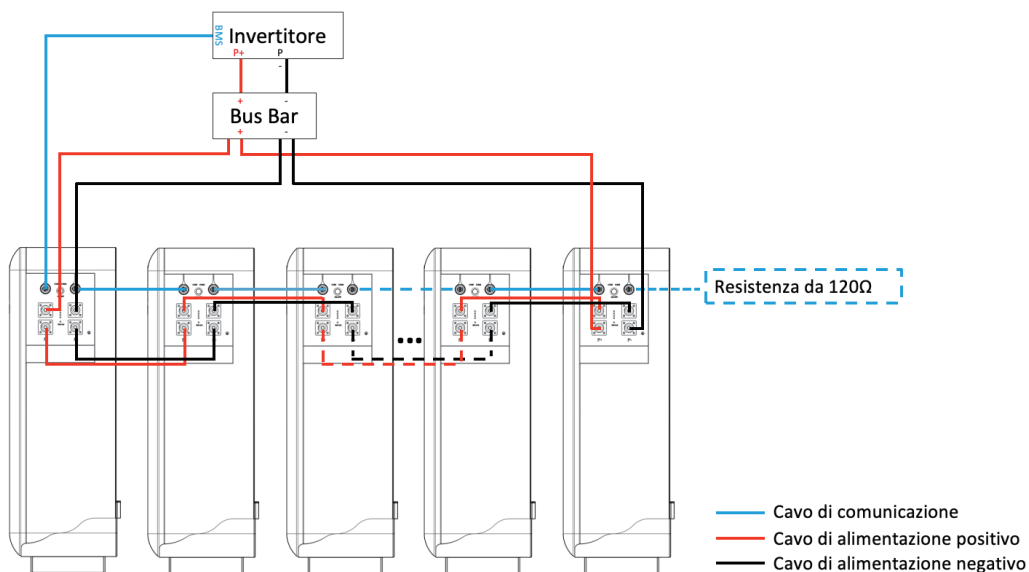 BMS
Invertitore
P+ P
-
+ -
Bus Bar
+ -
Resistenza da 120Ω
Cavo di comunicazione
Cavo di alimentazione positivo
Cavo di alimentazione negativo